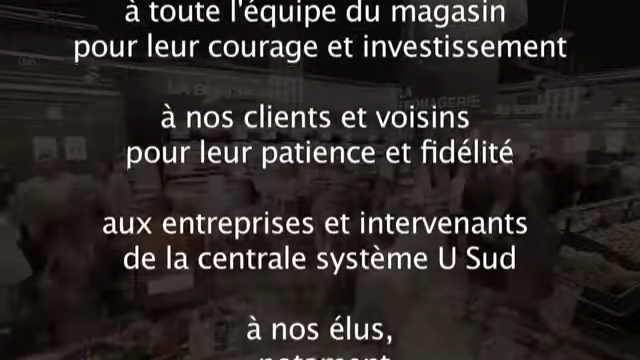 à toute l'équipe du magasin
pour leur courage et investissement
à nos clients et voisins
pour leur patience et fidélité
aux entreprises et intervenants
de la centrale système U Sud
à nos élus,